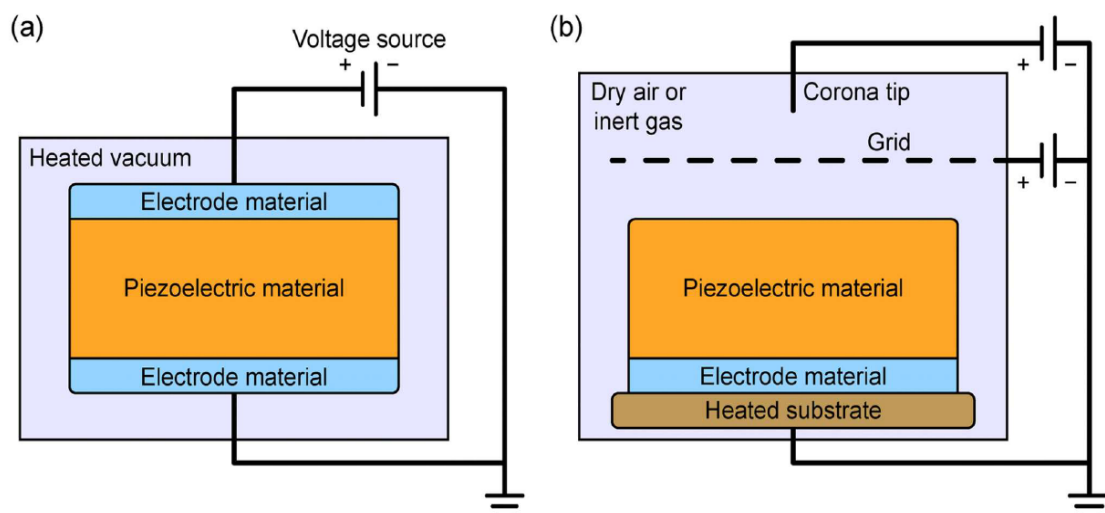 (a)
Voltage source
+ −
Heated vacuum
Electrode material
Piezoelectric material
Electrode material
(b)
+ −
Dry air or
inert gas
Corona tip
Grid
+ −
Piezoelectric material
Electrode material
Heated substrate